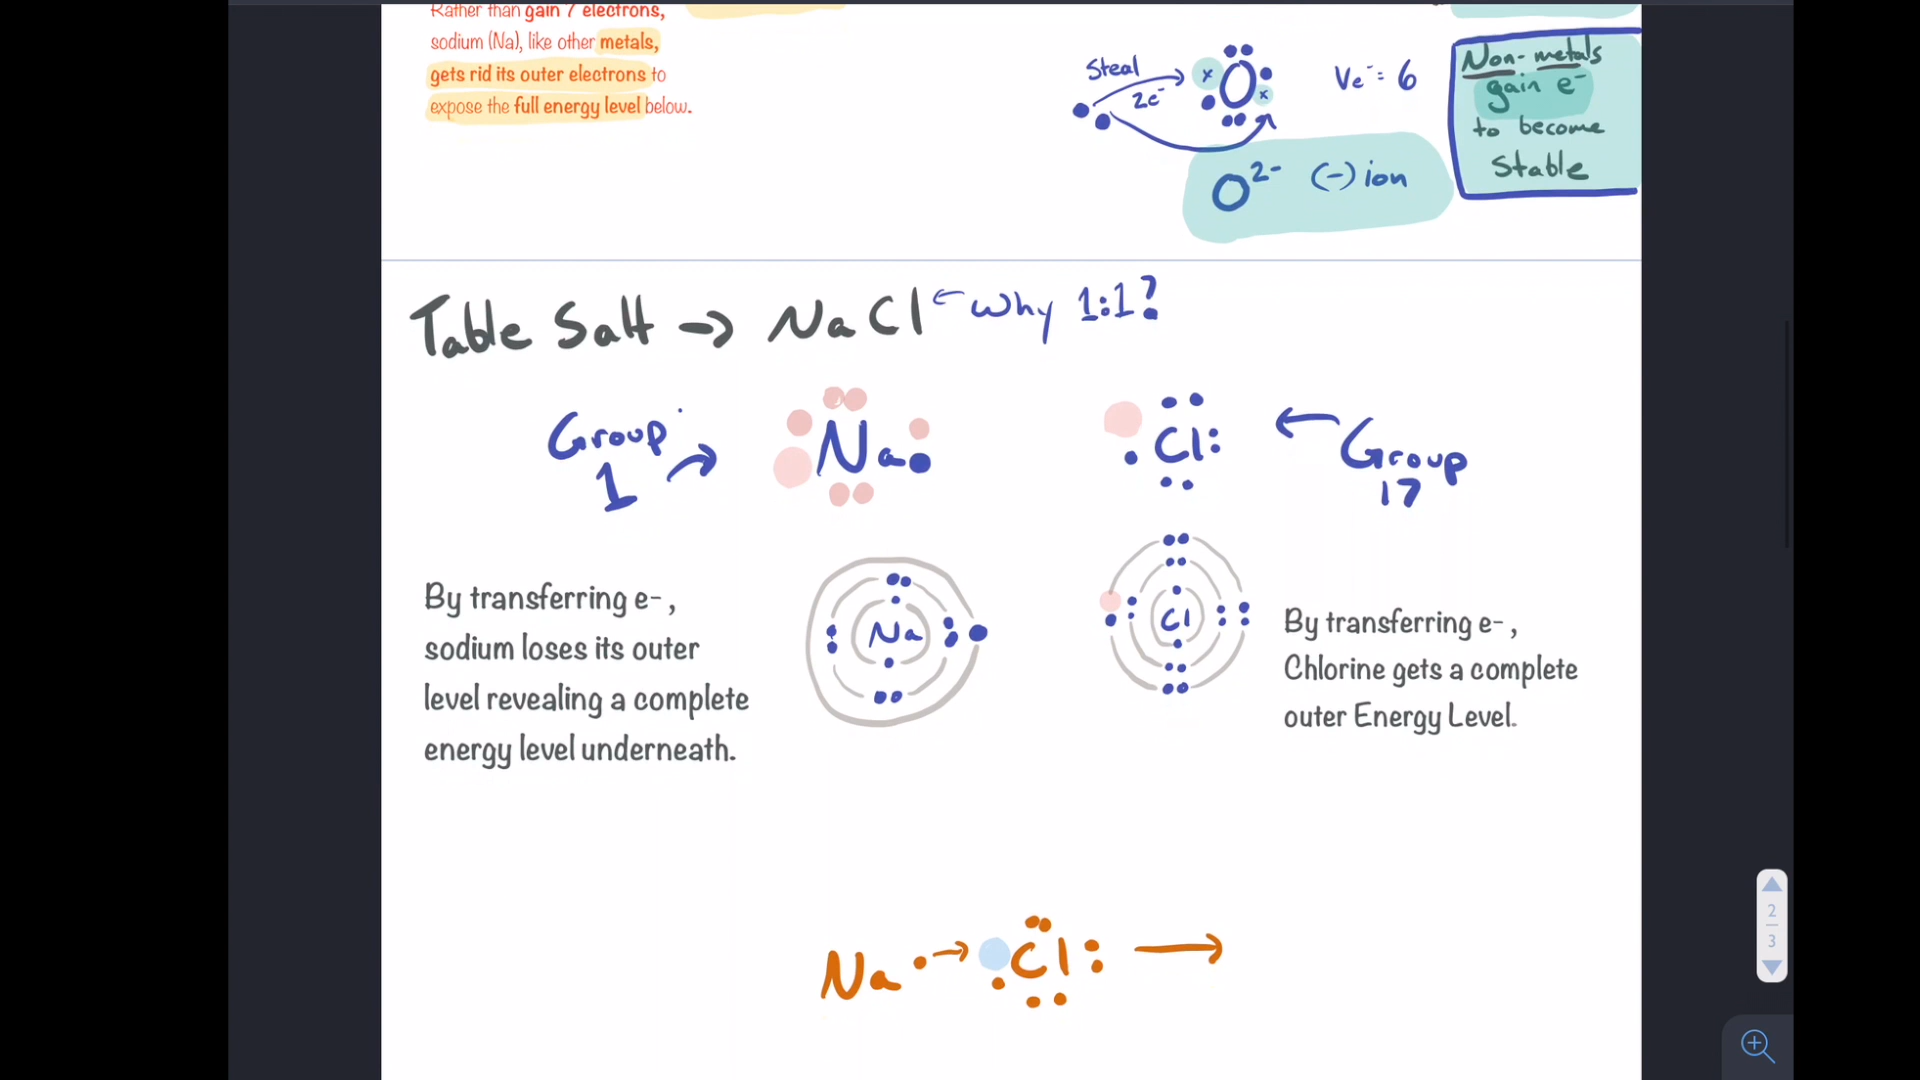 Rather than gain 7 electrons,
sodium (Na), like other metals,
gets rid its outer electrons to
expose the full energy level below.
Steal
2e⁻
x
O
x
Ve⁻: 6
O²⁻ (-) ion
Non-metals
gain e⁻
to become
Stable
Table Salt → NaCl ← Why 1:1?
Group
1
→
Na
Cl
←
Group
17
By transferring e-,
sodium loses its outer
level revealing a complete
energy level underneath.
Na
Cl
By transferring e-,
Chlorine gets a complete
outer Energy Level.
Na → Cl →
2
3